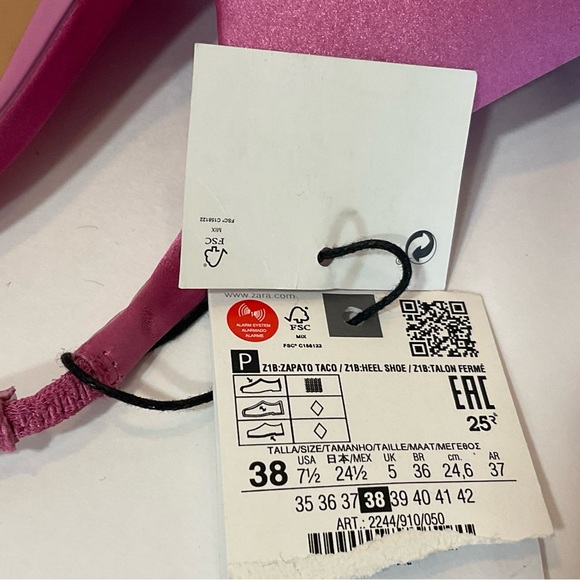 FSC
MIX
FSC® C158122
www.zara.com
ALARM SYSTEM
ALARMADO
ALARME
FSC
MIX
FSC® C158122
P Z1B:ZAPATO TACO / Z1B:HEEL SHOE / Z1B:TALON FERMÉ
EAC
TALLA/SIZE/TAMANHO/TAILLE/MAAT/ΜΕΓΕΘΟΣ
USA 日本/MEX UK BR cm. AR
38 7½ 24½ 5 36 24,6 37
35 36 37 38 39 40 41 42
ART.: 2244/910/050